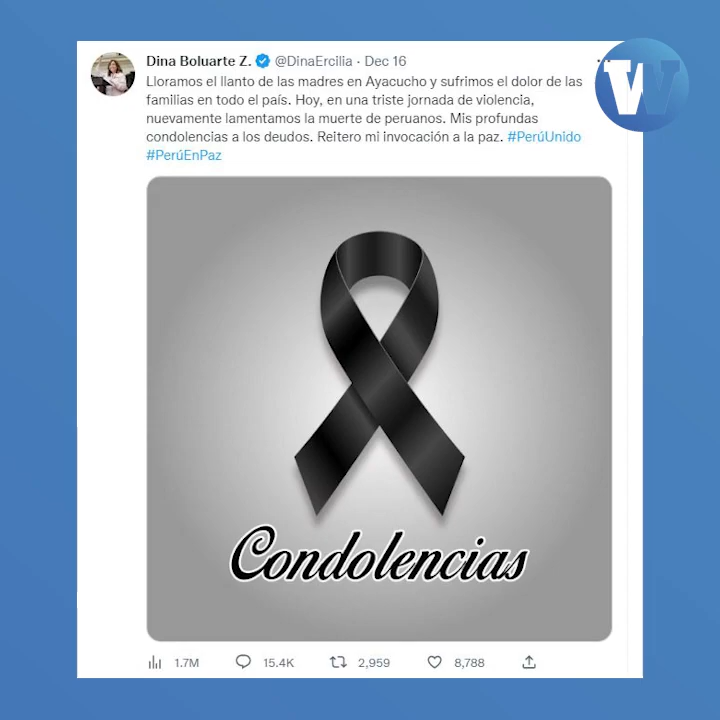 Dina Boluarte Z. @DinaErcilia · Dec 16
Lloramos el llanto de las madres en Ayacucho y sufrimos el dolor de las
familias en todo el país. Hoy, en una triste jornada de violencia,
nuevamente lamentamos la muerte de peruanos. Mis profundas
condolencias a los deudos. Reitero mi invocación a la paz. #PerúUnido
#PerúEnPaz
W
Condolencias
1.7M 15.4K 2,959 8,788